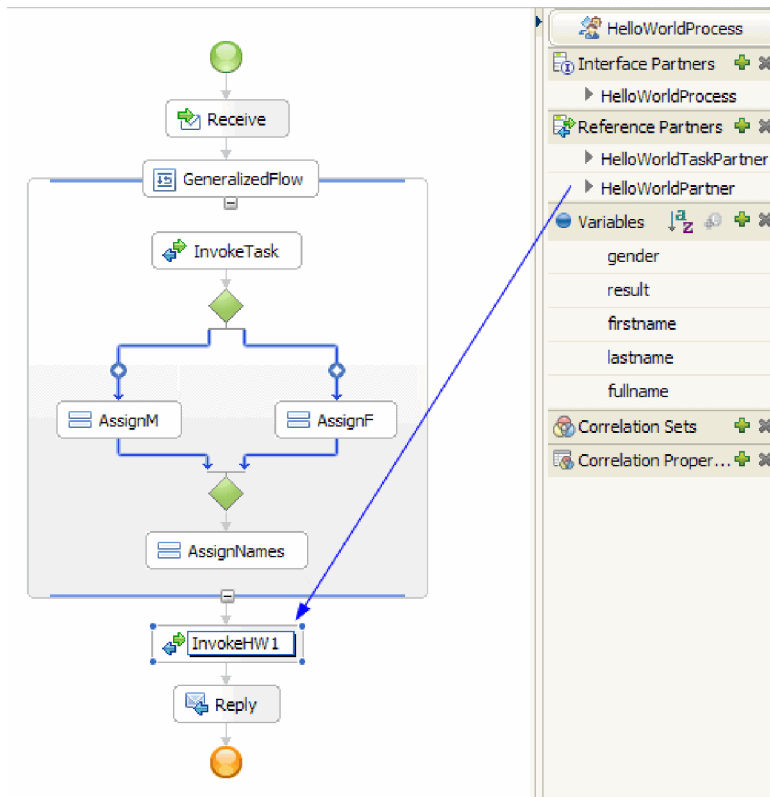 Receive
GeneralizedFlow
InvokeTask
AssignM
AssignF
AssignNames
InvokeHW1
Reply
HelloWorldProcess
Interface Partners
HelloWorldProcess
Reference Partners
HelloWorldTaskPartner
HelloWorldPartner
Variables
gender
result
firstname
lastname
fullname
Correlation Sets
Correlation Proper...